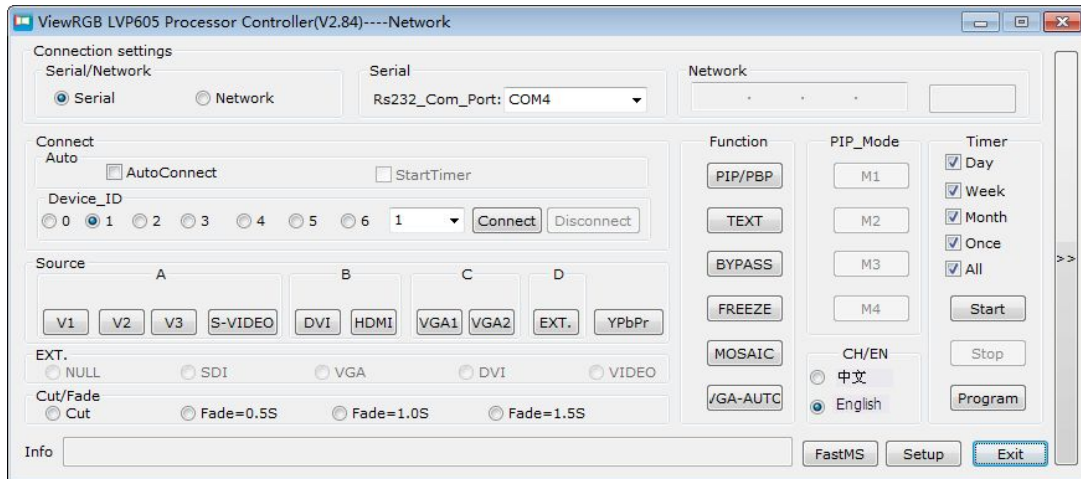 ViewRGB LVP605 Processor Controller(V2.84)----Network
Connection settings
Serial/Network Serial Network
Serial Network Rs232_Com_Port: COM4
Connect Function PIP_Mode Timer
Auto
AutoConnect StartTimer PIP/PBP M1 Day
Device_ID Week
0 1 2 3 4 5 6 1 Connect Disconnect TEXT M2 Month
Once
Source BYPASS M3 All
A B C D >>
V1 V2 V3 S-VIDEO DVI HDMI VGA1 VGA2 EXT. YPbPr FREEZE M4 Start
EXT. MOSAIC CH/EN Stop
NULL SDI VGA DVI VIDEO 中文
Cut/Fade VGA-AUTO English Program
Cut Fade=0.5S Fade=1.0S Fade=1.5S
Info FastMS Setup Exit